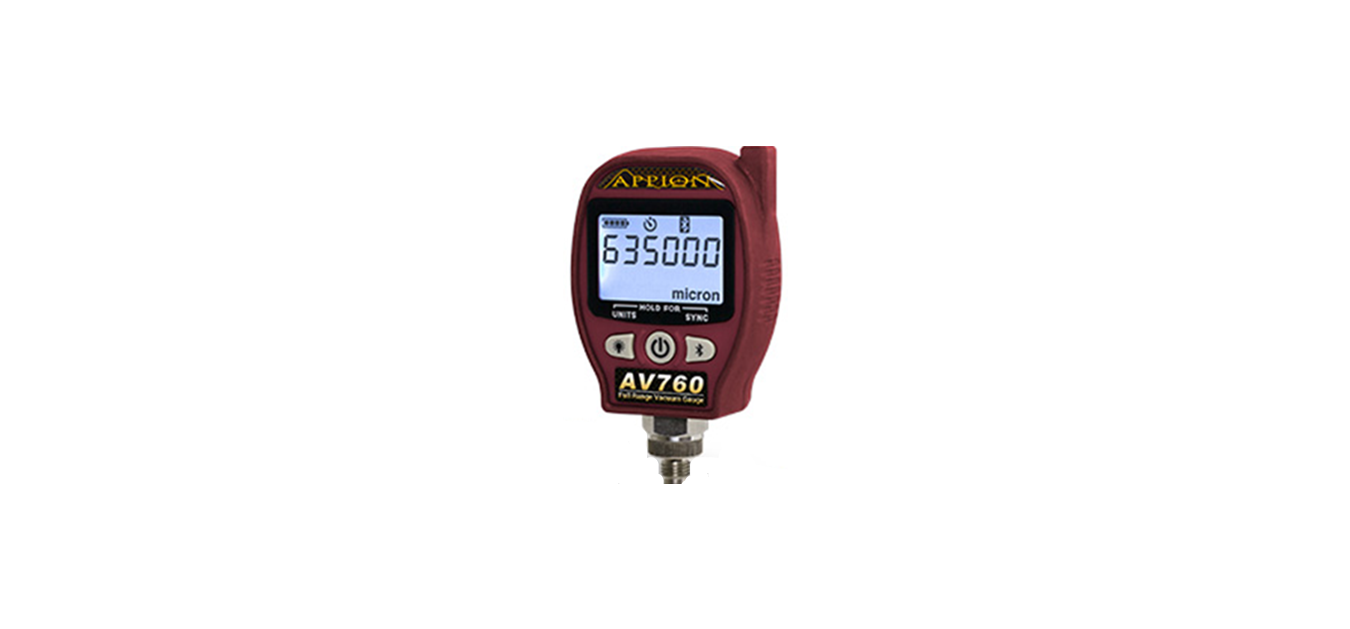 APPION
635000
micron
HOLD FOR
UNITS SYNC
AV760
Full Range Vacuum Gauge